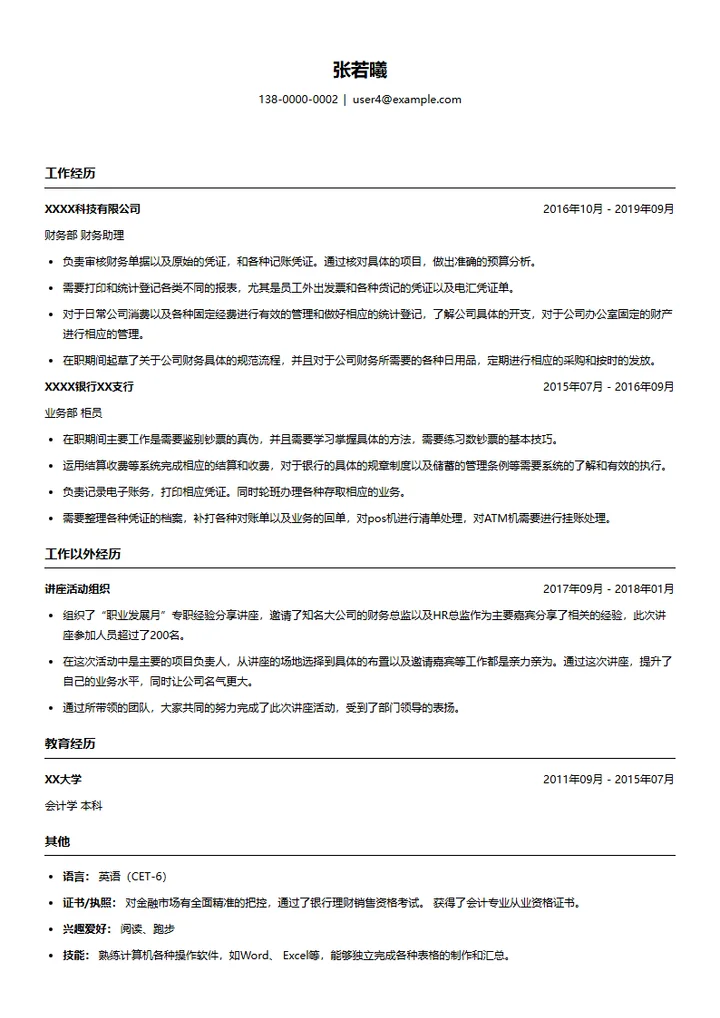 张若曦
138-0000-0002 | user4@example.com
工作经历
XXXX科技有限公司 2016年10月 - 2019年09月
财务部 财务助理
• 负责审核财务单据以及原始的凭证，和各种记账凭证。通过核对具体的项目，做出准确的预算分析。
• 需要打印和统计登记各类不同的报表，尤其是员工外出发票和各种货记的凭证以及电汇凭证单。
• 对于日常公司消费以及各种固定经费进行有效的管理和做好相应的统计登记，了解公司具体的开支，对于公司办公室固定的财产
进行相应的管理。
• 在职期间起草了关于公司财务具体的规范流程，并且对于公司财务所需要的各种日用品，定期进行相应的采购和按时的发放。
XXXX银行XX支行 2015年07月 - 2016年09月
业务部 柜员
• 在职期间主要工作是需要鉴别钞票的真伪，并且需要学习掌握具体的方法，需要练习数钞票的基本技巧。
• 运用结算收费等系统完成相应的结算和收费，对于银行的具体的规章制度以及储蓄的管理条例等需要系统的了解和有效的执行。
• 负责记录电子账务，打印相应凭证。同时轮班办理各种存取相应的业务。
• 需要整理各种凭证的档案，补打各种对账单以及业务的回单，对pos机进行清单处理，对ATM机需要进行挂账处理。
工作以外经历
讲座活动组织 2017年09月 - 2018年01月
• 组织了“职业发展月”专职经验分享讲座，邀请了知名大公司的财务总监以及HR总监作为主要嘉宾分享了相关的经验，此次讲
座参加人员超过了200名。
• 在这次活动中是主要的项目负责人，从讲座的场地选择到具体的布置以及邀请嘉宾等工作都是亲力亲为。通过这次讲座，提升了
自己的业务水平，同时让公司名气更大。
• 通过所带领的团队，大家共同的努力完成了此次讲座活动，受到了部门领导的表扬。
教育经历
XX大学 2011年09月 - 2015年07月
会计学 本科
其他
• 语言： 英语（CET-6）
• 证书/执照： 对金融市场有全面精准的把控，通过了银行理财销售资格考试。 获得了会计专业从业资格证书。
• 兴趣爱好： 阅读、跑步
• 技能： 熟练计算机各种操作软件，如Word、 Excel等，能够独立完成各种表格的制作和汇总。